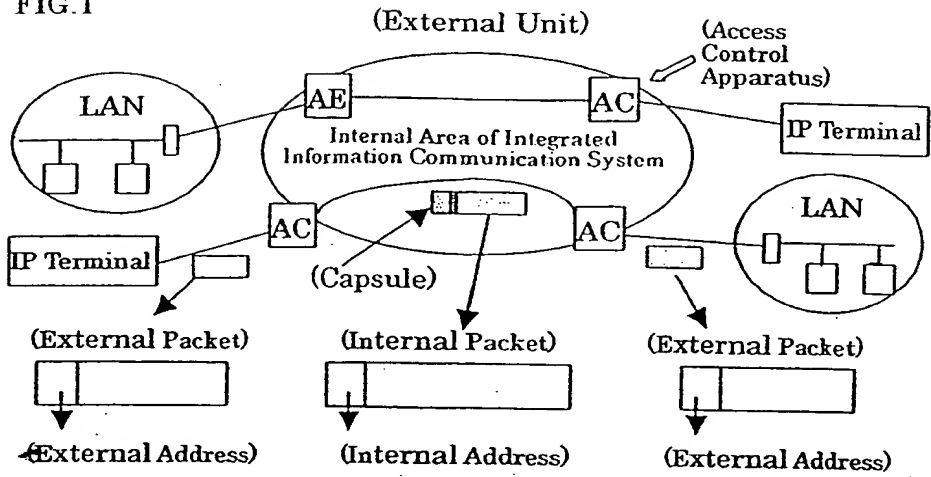 FIG.1
(External Unit)
(Access
Control
Apparatus)
LAN
AE
AC
IP Terminal
Internal Area of Integrated
Information Communication System
LAN
AC
AC
IP Terminal
(Capsule)
(External Packet)
(Internal Packet)
(External Packet)
(External Address)
(Internal Address)
(External Address)